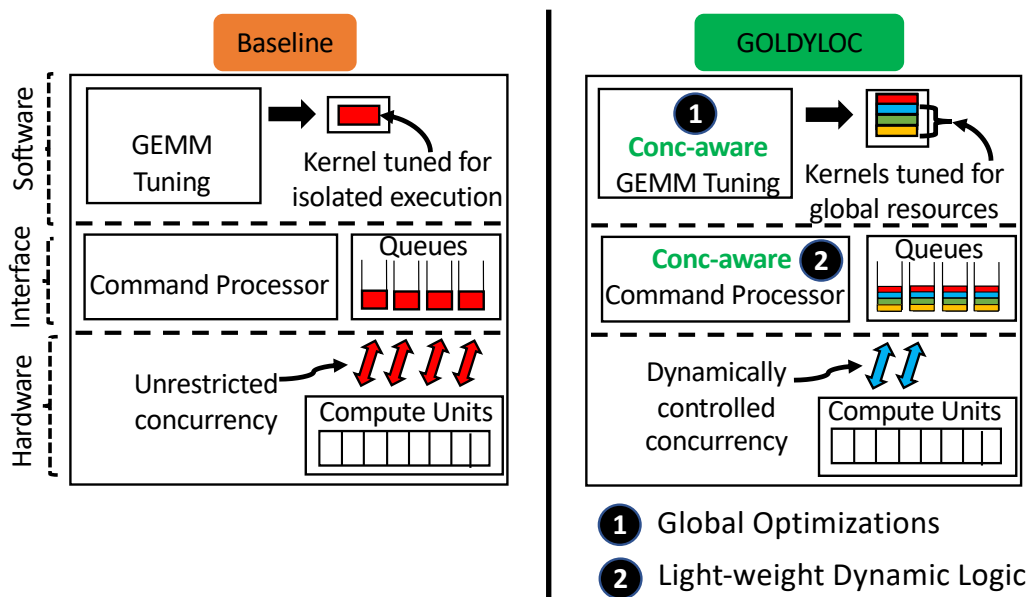 Baseline
Software
GEMM
Tuning
Kernel tuned for
isolated execution
Interface
Command Processor
Queues
Hardware
Unrestricted
concurrency
Compute Units
GOLDYLOC
1
Conc-aware
GEMM Tuning
Kernels tuned for
global resources
Conc-aware 2
Command Processor
Queues
Dynamically
controlled
concurrency
Compute Units
1 Global Optimizations
2 Light-weight Dynamic Logic